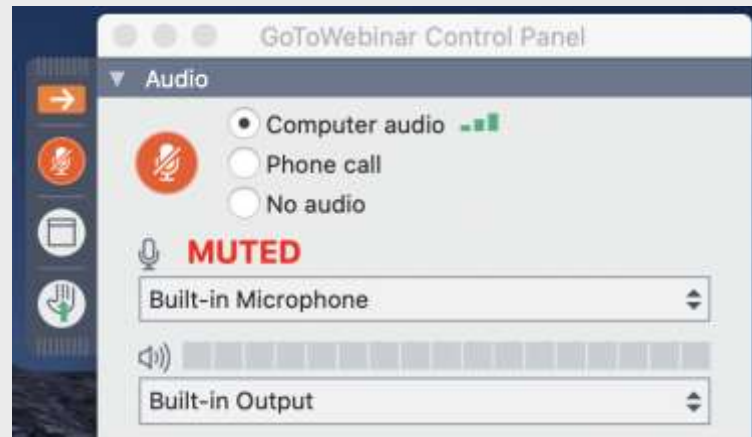 GoToWebinar Control Panel
Audio
Computer audio
Phone call
No audio
MUTED
Built-in Microphone
Built-in Output